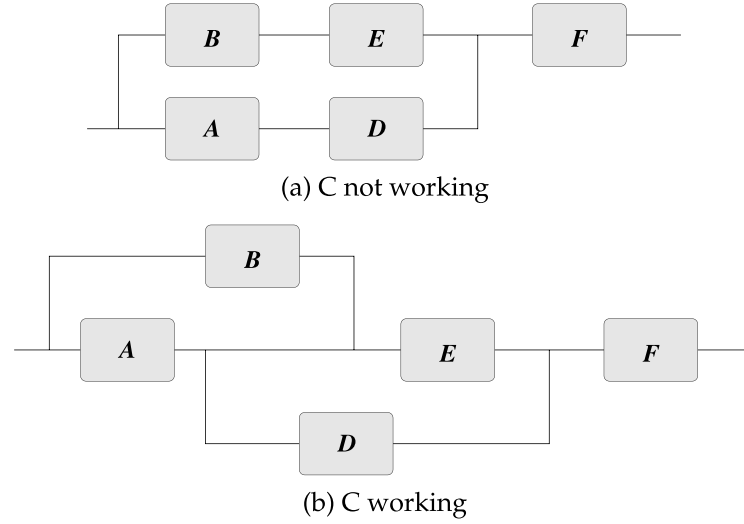 B E F
A D
(a) C not working
B
A E F
D
(b) C working